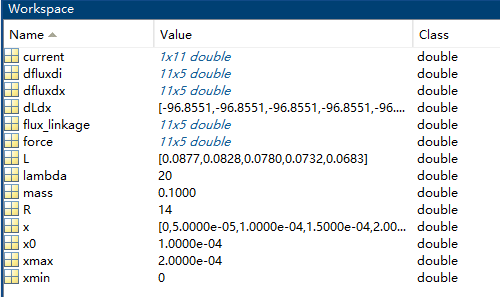 Workspace
Name Value Class
current 1x11 double double
dfluxdi 11x5 double double
dfluxdx 11x5 double double
dLdx [-96.8551,-96.8551,-96.8551,-96.8551,-96.... double
flux_linkage 11x5 double double
force 11x5 double double
L [0.0877,0.0828,0.0780,0.0732,0.0683] double
lambda 20 double
mass 0.1000 double
R 14 double
x [0,5.0000e-05,1.0000e-04,1.5000e-04,2.00... double
x0 1.0000e-04 double
xmax 2.0000e-04 double
xmin 0 double